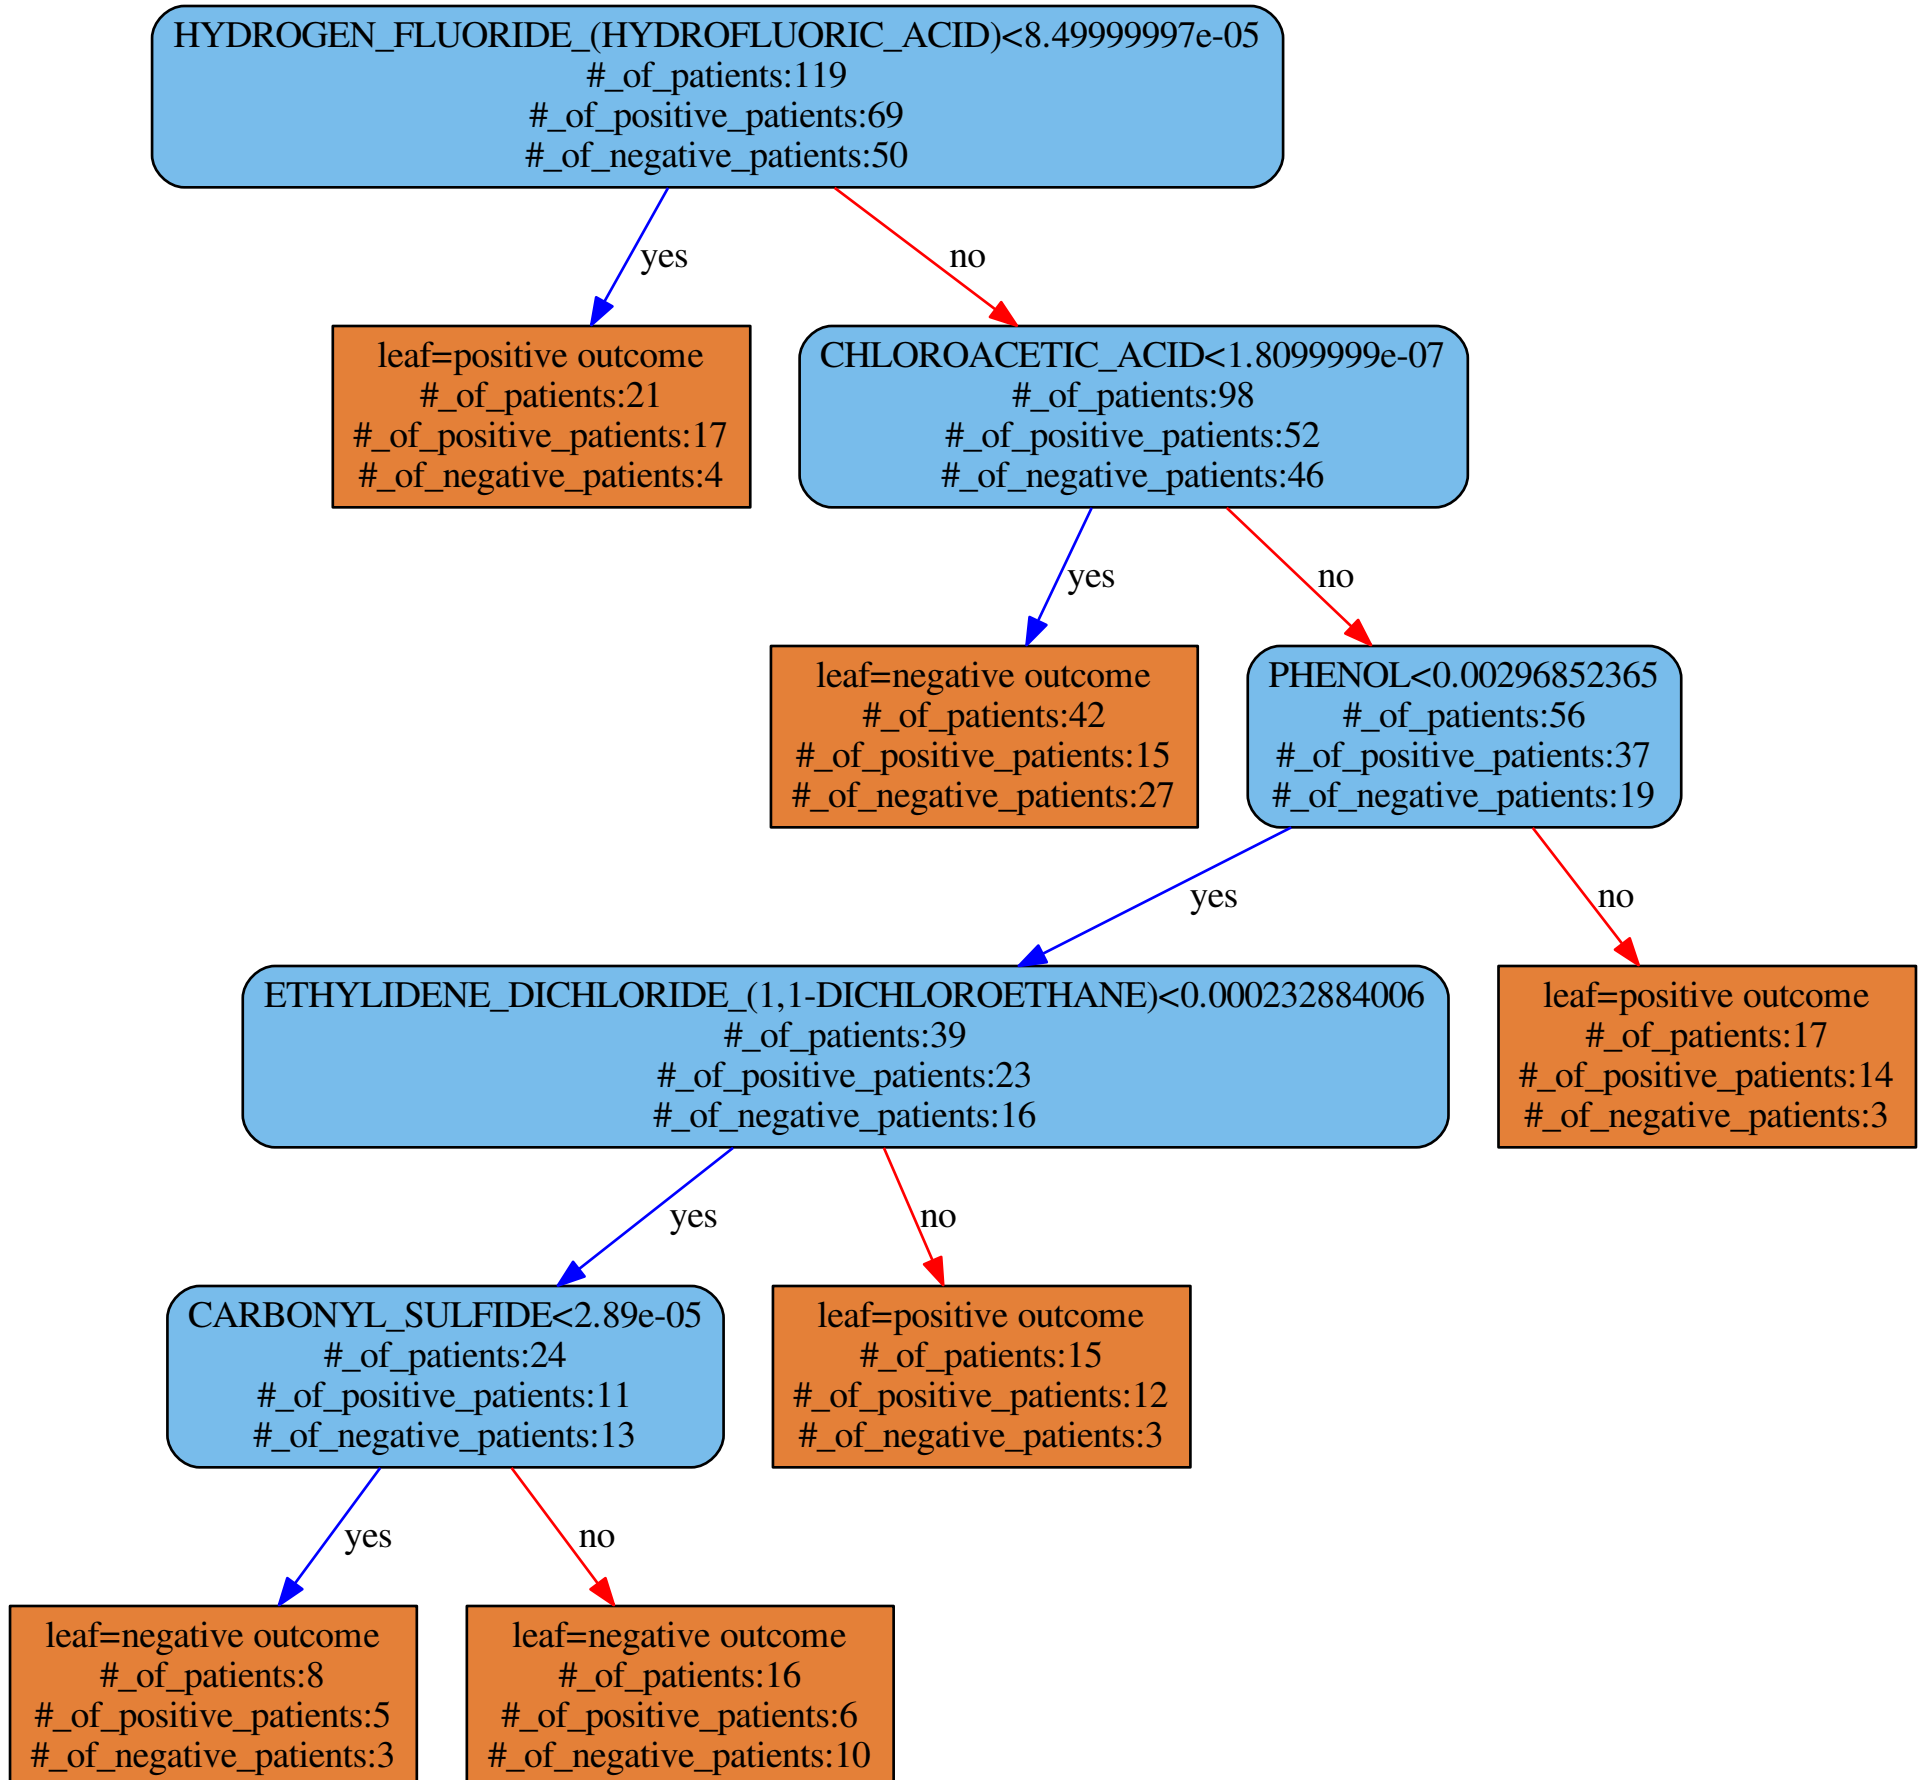 HYDROGEN_FLUORIDE_(HYDROFLUORIC_ACID)<8.49999997e-05
#_of_patients:119
#_of_positive_patients:69
#_of_negative_patients:50
yes
no
leaf=positive outcome
#_of_patients:21
#_of_positive_patients:17
#_of_negative_patients:4
CHLOROACETIC_ACID<1.8099999e-07
#_of_patients:98
#_of_positive_patients:52
#_of_negative_patients:46
yes
no
leaf=negative outcome
#_of_patients:42
#_of_positive_patients:15
#_of_negative_patients:27
PHENOL<0.00296852365
#_of_patients:56
#_of_positive_patients:37
#_of_negative_patients:19
yes
no
ETHYLIDENE_DICHLORIDE_(1,1-DICHLOROETHANE)<0.000232884006
#_of_patients:39
#_of_positive_patients:23
#_of_negative_patients:16
leaf=positive outcome
#_of_patients:17
#_of_positive_patients:14
#_of_negative_patients:3
yes
no
CARBONYL_SULFIDE<2.89e-05
#_of_patients:24
#_of_positive_patients:11
#_of_negative_patients:13
leaf=positive outcome
#_of_patients:15
#_of_positive_patients:12
#_of_negative_patients:3
yes
no
leaf=negative outcome
#_of_patients:8
#_of_positive_patients:5
#_of_negative_patients:3
leaf=negative outcome
#_of_patients:16
#_of_positive_patients:6
#_of_negative_patients:10